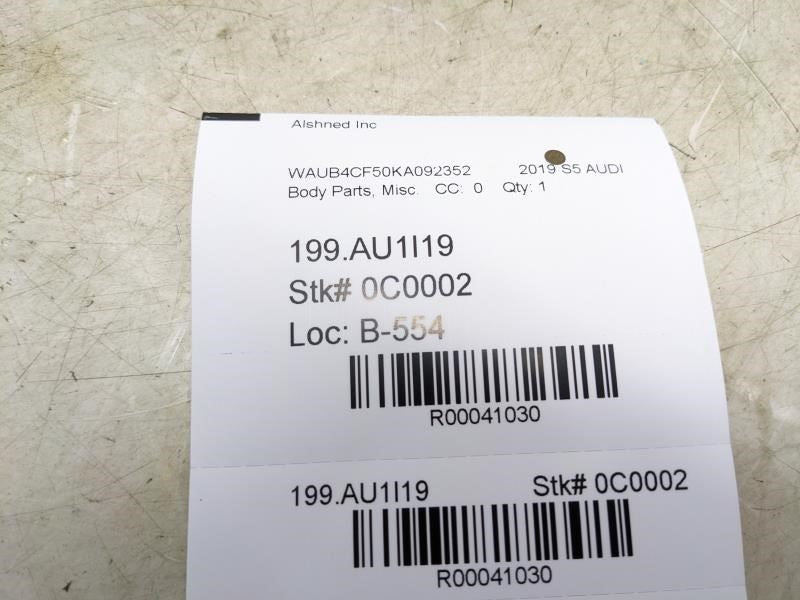 Alshned Inc
WAUB4CF50KA092352 2019 S5 AUDI
Body Parts, Misc. CC: 0 Qty: 1
199.AU1I19
Stk# 0C0002
Loc: B-554
R00041030
199.AU1I19 Stk# 0C0002
R00041030